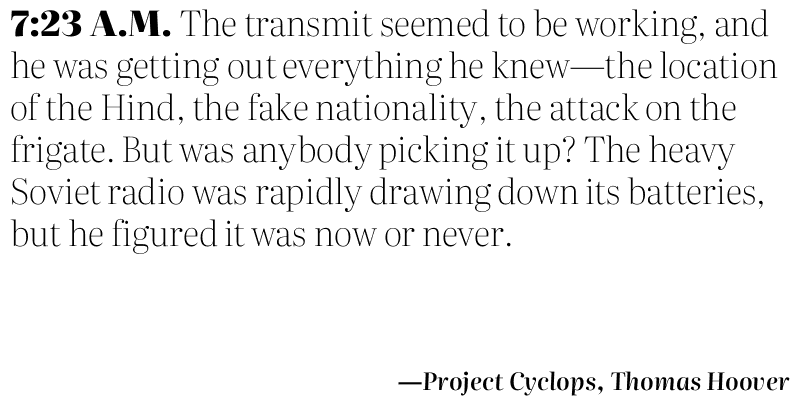 7:23 A.M. The transmit seemed to be working, and
he was getting out everything he knew—the location
of the Hind, the fake nationality, the attack on the
frigate. But was anybody picking it up? The heavy
Soviet radio was rapidly drawing down its batteries,
but he figured it was now or never.
—Project Cyclops, Thomas Hoover